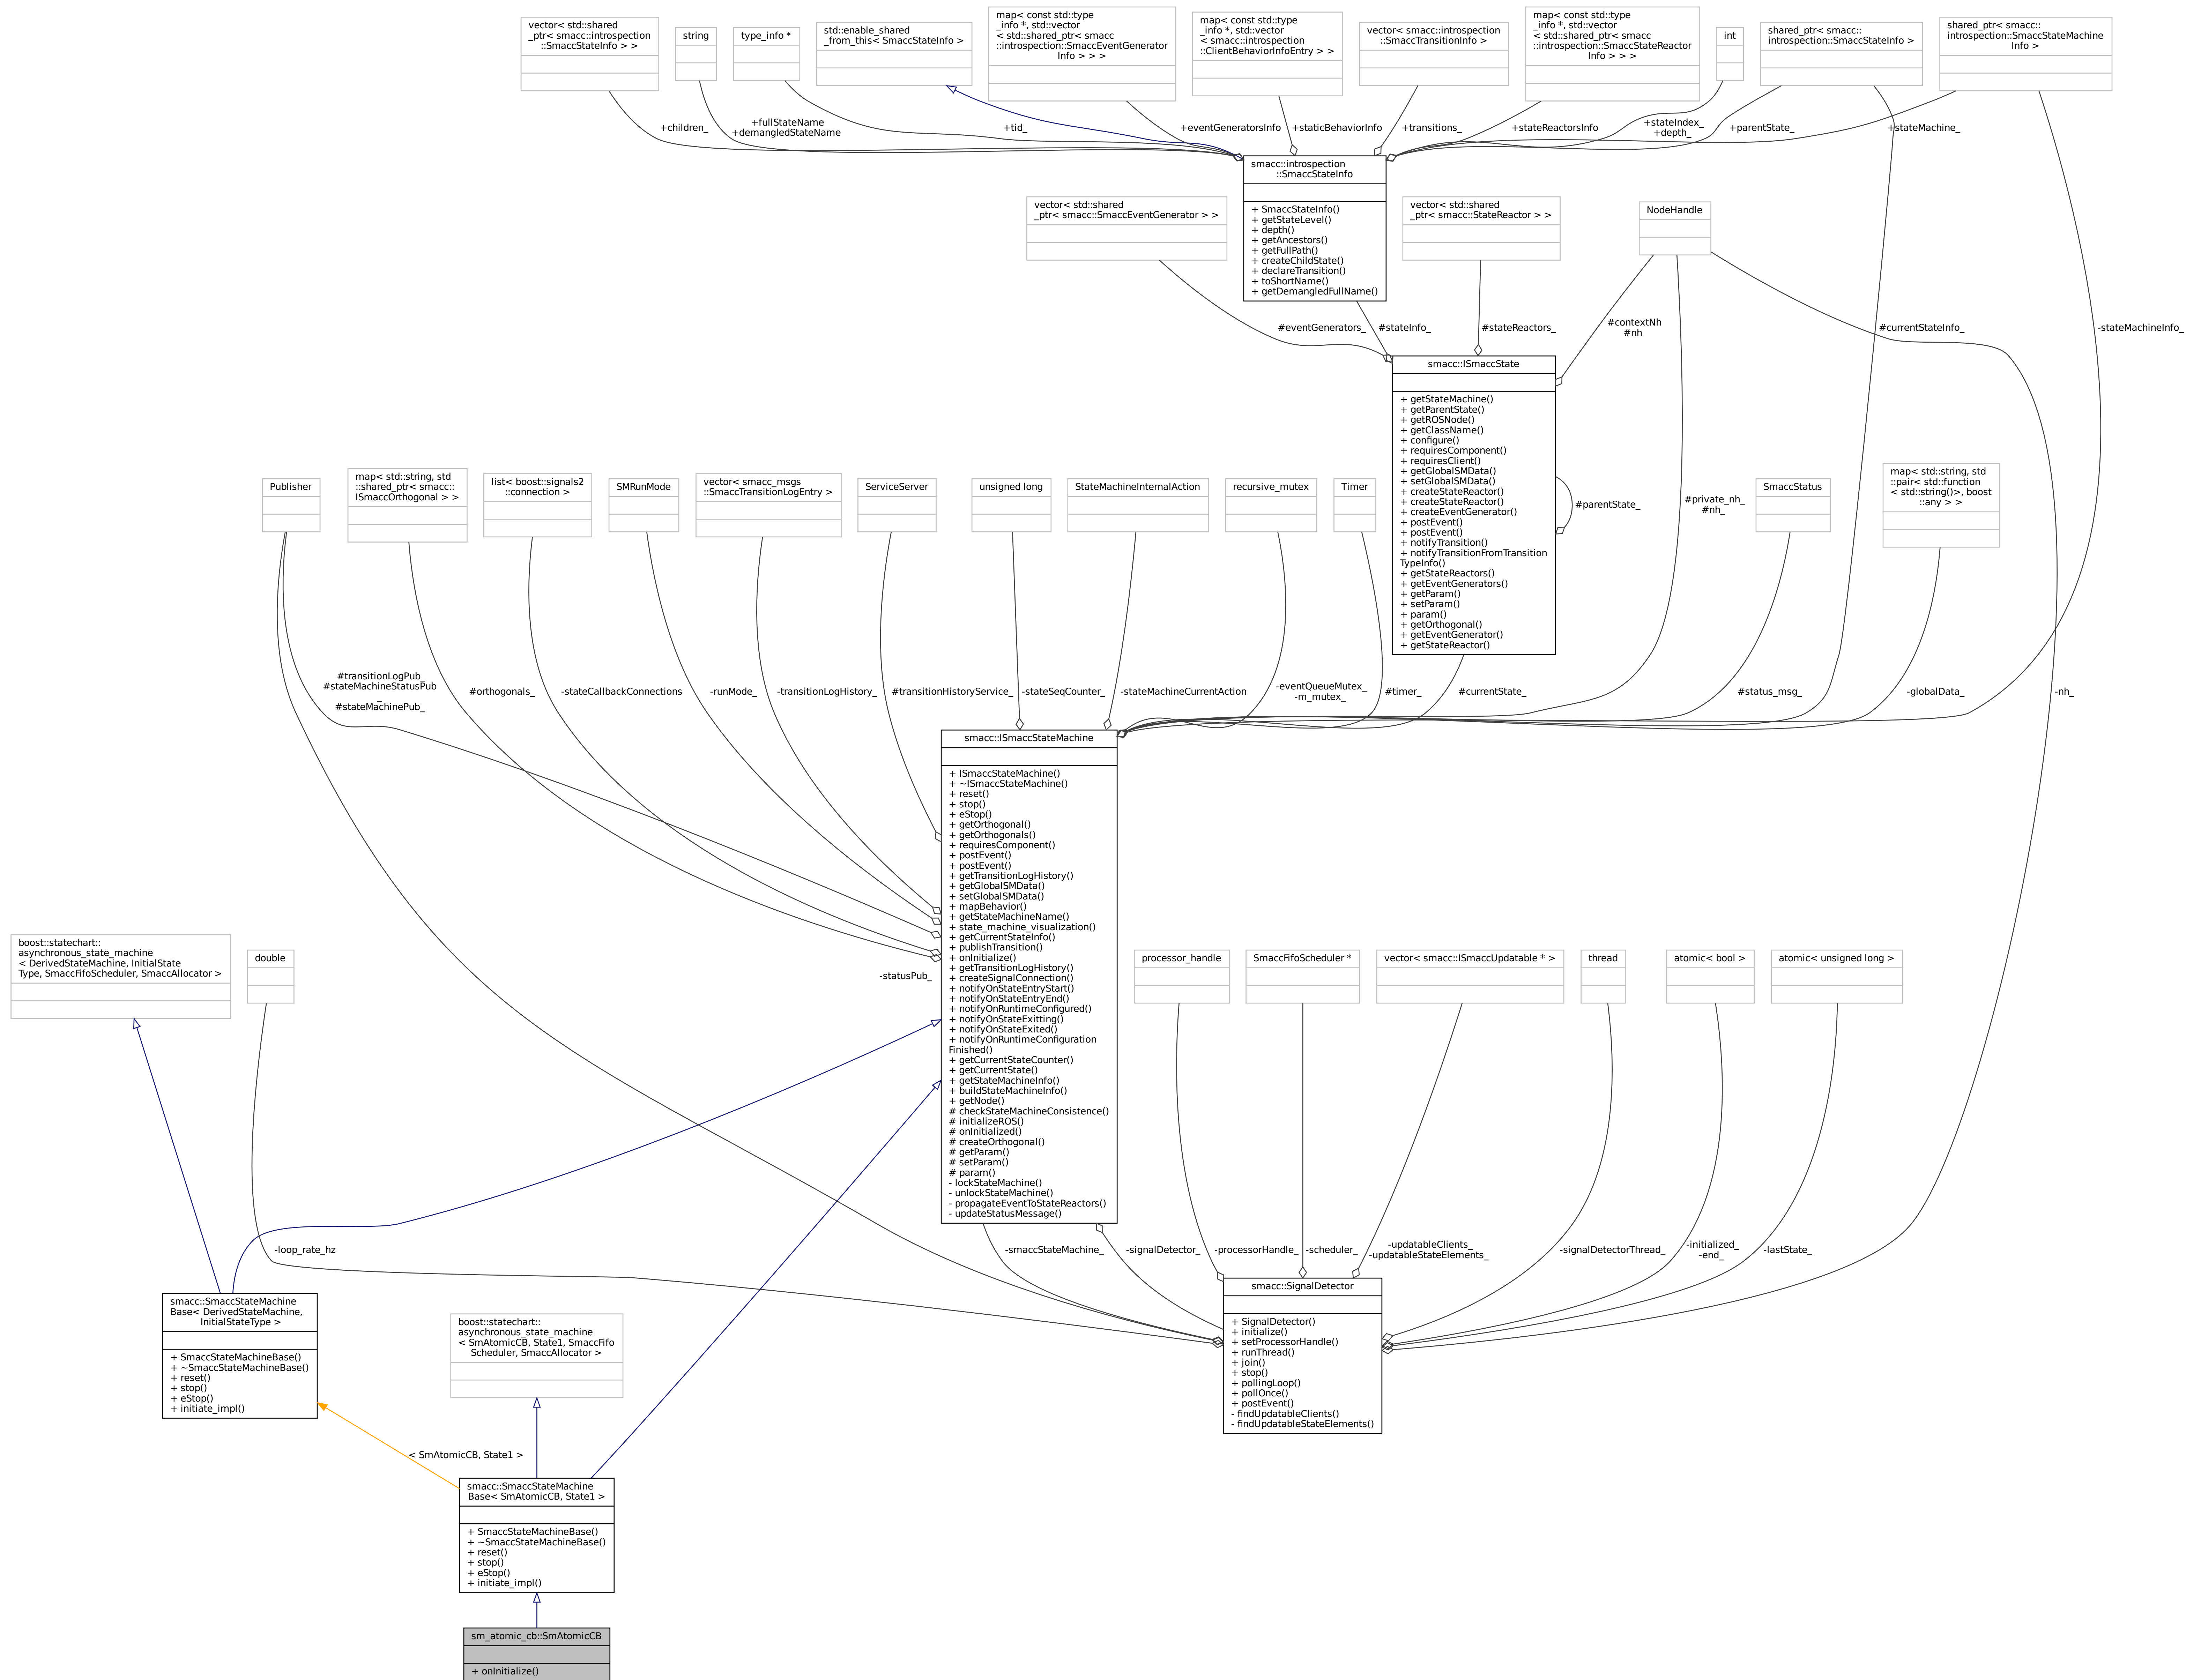 vector< std::shared
_ptr< smacc::introspection
::SmaccStateInfo > >
string
type_info *
std::enable_shared
_from_this< SmaccStateInfo >
map< const std::type
_info *, std::vector
< std::shared_ptr< smacc
::introspection::SmaccEventGenerator
Info > > >
map< const std::type
_info *, std::vector
< smacc::introspection
::ClientBehaviorInfoEntry > >
vector< smacc::introspection
::SmaccTransitionInfo >
map< const std::type
_info *, std::vector
< std::shared_ptr< smacc
::introspection::SmaccStateReactor
Info > > >
int
shared_ptr< smacc::
introspection::SmaccStateInfo >
shared_ptr< smacc::
introspection::SmaccStateMachine
Info >
+children_
+fullStateName
+demangledStateName
+tid_
+eventGeneratorsInfo
+staticBehaviorInfo
+transitions_
+stateReactorsInfo
+stateIndex_
+depth_
+parentState_
+stateMachine_
smacc::introspection
::SmaccStateInfo
+ SmaccStateInfo()
+ getStateLevel()
+ depth()
+ getAncestors()
+ getFullPath()
+ createChildState()
+ declareTransition()
+ toShortName()
+ getDemangledFullName()
vector< std::shared
_ptr< smacc::SmaccEventGenerator > >
vector< std::shared
_ptr< smacc::StateReactor > >
NodeHandle
#eventGenerators_
#stateInfo_
#stateReactors_
#contextNh
#nh
#currentStateInfo_
-stateMachineInfo_
smacc::ISmaccState
+ getStateMachine()
+ getParentState()
+ getROSNode()
+ getClassName()
+ configure()
+ requiresComponent()
+ requiresClient()
+ getGlobalSMData()
+ setGlobalSMData()
+ createStateReactor()
+ createStateReactor()
+ createEventGenerator()
+ postEvent()
+ postEvent()
+ notifyTransition()
+ notifyTransitionFromTransition
TypeInfo()
+ getStateReactors()
+ getEventGenerators()
+ getParam()
+ setParam()
+ param()
+ getOrthogonal()
+ getEventGenerator()
+ getStateReactor()
#parentState_
#private_nh_
#nh_
Publisher
map< std::string, std
::shared_ptr< smacc::
ISmaccOrthogonal > >
list< boost::signals2
::connection >
SMRunMode
vector< smacc_msgs
::SmaccTransitionLogEntry >
ServiceServer
unsigned long
StateMachineInternalAction
recursive_mutex
Timer
SmaccStatus
map< std::string, std
::pair< std::function
< std::string()>, boost
::any > >
#transitionLogPub_
#stateMachineStatusPub
_
#stateMachinePub_
#orthogonals_
-stateCallbackConnections
-runMode_
-transitionLogHistory_
#transitionHistoryService_
-stateSeqCounter_
-stateMachineCurrentAction
-eventQueueMutex_
-m_mutex_
#timer_
#currentState_
#status_msg_
-globalData_
-nh_
smacc::ISmaccStateMachine
+ ISmaccStateMachine()
+ ~ISmaccStateMachine()
+ reset()
+ stop()
+ eStop()
+ getOrthogonal()
+ getOrthogonals()
+ requiresComponent()
+ postEvent()
+ postEvent()
+ getTransitionLogHistory()
+ getGlobalSMData()
+ setGlobalSMData()
+ mapBehavior()
+ getStateMachineName()
+ state_machine_visualization()
+ getCurrentStateInfo()
+ publishTransition()
+ onInitialize()
+ getTransitionLogHistory()
+ createSignalConnection()
+ notifyOnStateEntryStart()
+ notifyOnStateEntryEnd()
+ notifyOnRuntimeConfigured()
+ notifyOnStateExitting()
+ notifyOnStateExited()
+ notifyOnRuntimeConfiguration
Finished()
+ getCurrentStateCounter()
+ getCurrentState()
+ getStateMachineInfo()
+ buildStateMachineInfo()
+ getNode()
# checkStateMachineConsistence()
# initializeROS()
# onInitialized()
# createOrthogonal()
# getParam()
# setParam()
# param()
- lockStateMachine()
- unlockStateMachine()
- propagateEventToStateReactors()
- updateStatusMessage()
-statusPub_
boost::statechart::
asynchronous_state_machine
< DerivedStateMachine, InitialState
Type, SmaccFifoScheduler, SmaccAllocator >
double
processor_handle
SmaccFifoScheduler *
vector< smacc::ISmaccUpdatable * >
thread
atomic< bool >
atomic< unsigned long >
-loop_rate_hz
-smaccStateMachine_
-signalDetector_
-processorHandle_
-scheduler_
-updatableClients_
-updatableStateElements_
-signalDetectorThread_
-initialized_
-end_
-lastState_
smacc::SignalDetector
+ SignalDetector()
+ initialize()
+ setProcessorHandle()
+ runThread()
+ join()
+ stop()
+ pollingLoop()
+ pollOnce()
+ postEvent()
- findUpdatableClients()
- findUpdatableStateElements()
smacc::SmaccStateMachine
Base< DerivedStateMachine,
InitialStateType >
+ SmaccStateMachineBase()
+ ~SmaccStateMachineBase()
+ reset()
+ stop()
+ eStop()
+ initiate_impl()
boost::statechart::
asynchronous_state_machine
< SmAtomicCB, State1, SmaccFifo
Scheduler, SmaccAllocator >
< SmAtomicCB, State1 >
smacc::SmaccStateMachine
Base< SmAtomicCB, State1 >
+ SmaccStateMachineBase()
+ ~SmaccStateMachineBase()
+ reset()
+ stop()
+ eStop()
+ initiate_impl()
sm_atomic_cb::SmAtomicCB
+ onInitialize()